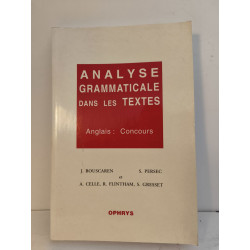 ANALYSE
GRAMMATICALE
DANS LES TEXTES
Anglais : Concours
J. BOUSCAREN S. PERSEC
et
A. CELLE, R. FLINTHAM, S. GRESSET
OPHRYS